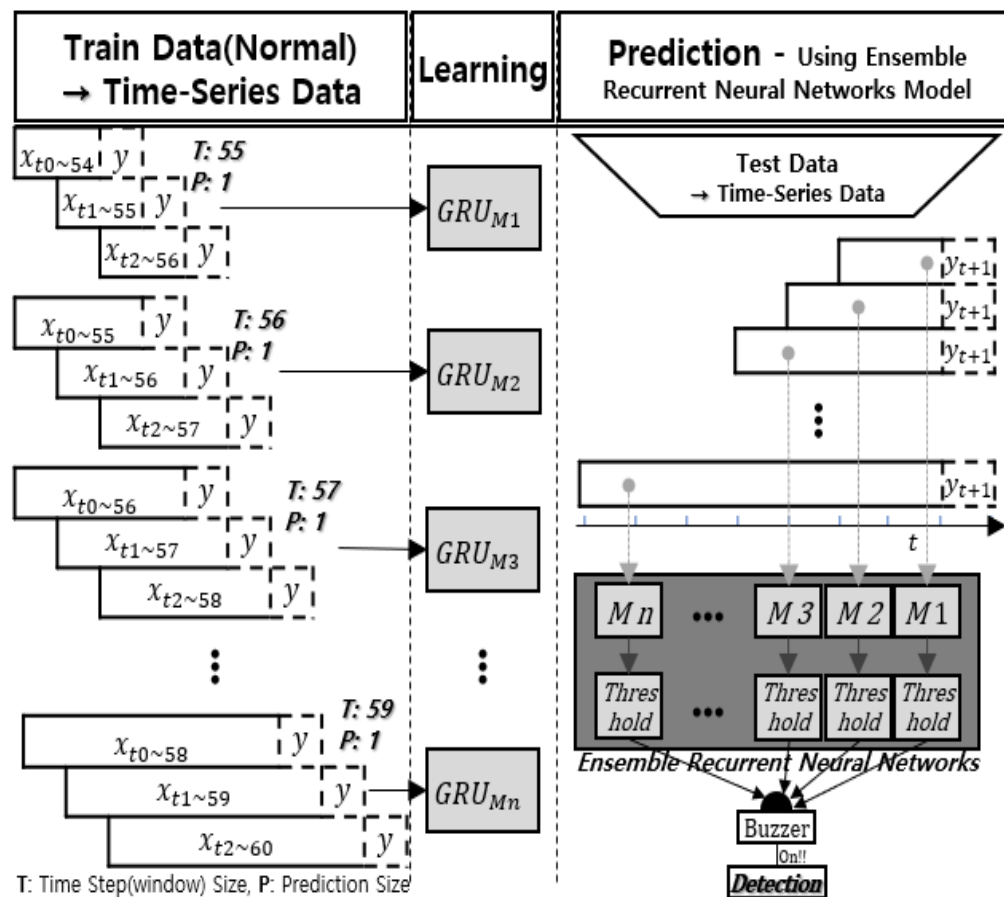 Train Data(Normal)
→ Time-Series Data
Learning
Prediction - Using Ensemble
Recurrent Neural Networks Model
x_{t0~54} y
T: 55
P: 1
x_{t1~55} y
x_{t2~56} y
GRU_{M1}
x_{t0~55} y
T: 56
P: 1
x_{t1~56} y
x_{t2~57} y
GRU_{M2}
x_{t0~56} y
T: 57
P: 1
x_{t1~57} y
x_{t2~58} y
GRU_{M3}
x_{t0~58} y
T: 59
P: 1
x_{t1~59} y
x_{t2~60} y
GRU_{Mn}
T: Time Step(window) Size, P: Prediction Size
Test Data
→ Time-Series Data
y_{t+1}
y_{t+1}
y_{t+1}
y_{t+1}
t
Mn ••• M3 M2 M1
Thres
hold
•••
Thres
hold
Thres
hold
Thres
hold
Ensemble Recurrent Neural Networks
Buzzer
On!!
Detection